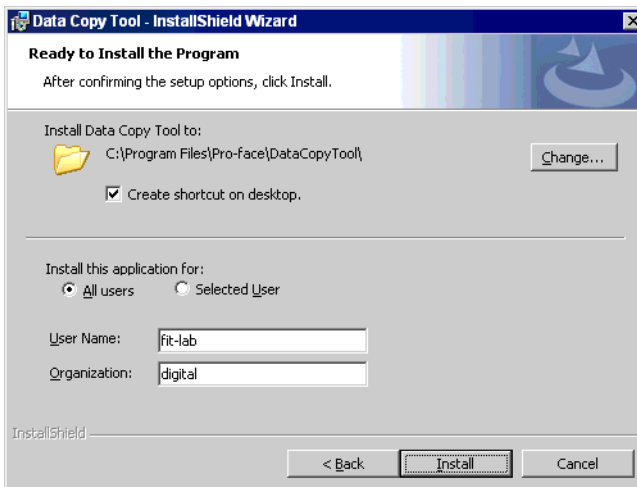 Data Copy Tool - InstallShield Wizard
Ready to Install the Program
After confirming the setup options, click Install.
Install Data Copy Tool to:
C:\Program Files\Pro-face\DataCopyTool\
Change...
Create shortcut on desktop.
Install this application for:
All users Selected User
User Name: fit-lab
Organization: digital
InstallShield
< Back Install Cancel